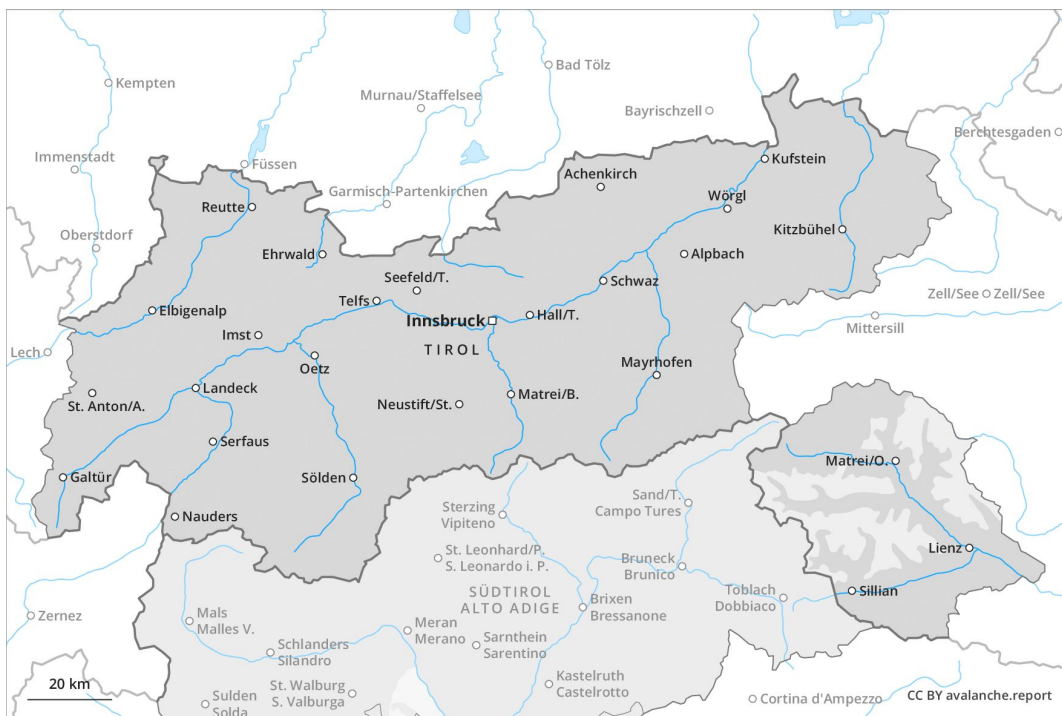 Kempten
Bad Tölz
Murnau/Staffelsee
Bayrischzell
Berchtesgaden
Immenstadt
Füssen
Kufstein
Achenkirch
Garmisch-Partenkirchen
Reutte
Wörgl
Oberstdorf
Kitzbühel
Ehrwald
Alpbach
Seefeld/T.
Schwaz
Telfs
Zell/See
Zell/See
Elbigenalp
Innsbruck
Hall/T.
Mittersill
Imst
TIROL
Lech
Oetz
Mayrhofen
Landeck
St. Anton/A.
Neustift/St.
Matrei/B.
Serfaus
Matrei/O.
Galtür
Sölden
Sand/T.
Campo Tures
Sterzing
Vipiteno
Nauders
Lienz
St. Leonhard/P.
S. Leonardo i. P.
Bruneck
Brunico
SÜDTIROL
ALTO ADIGE
Sillian
Toblach
Dobbiaco
Brixen
Bressanone
Zernez
Mals
Malles V.
Meran
Merano
Sarnthein
Sarentino
Schlanders
Silandro
20 km
St. Walburg
S. Valburga
Kastelruth
Castelrotto
Sulden
Solda
Cortina d'Ampezzo
CC BY avalanche.report